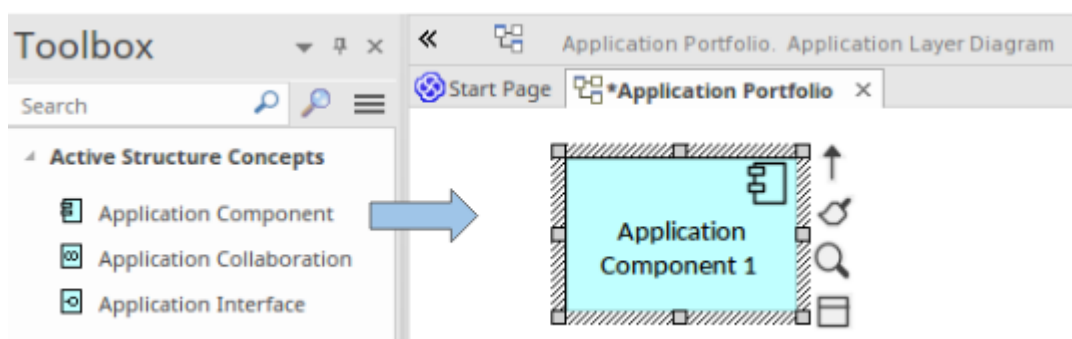 Toolbox
Search
Active Structure Concepts
Application Component
Application Collaboration
Application Interface
Application Portfolio. Application Layer Diagram
Start Page
*Application Portfolio
Application
Component 1